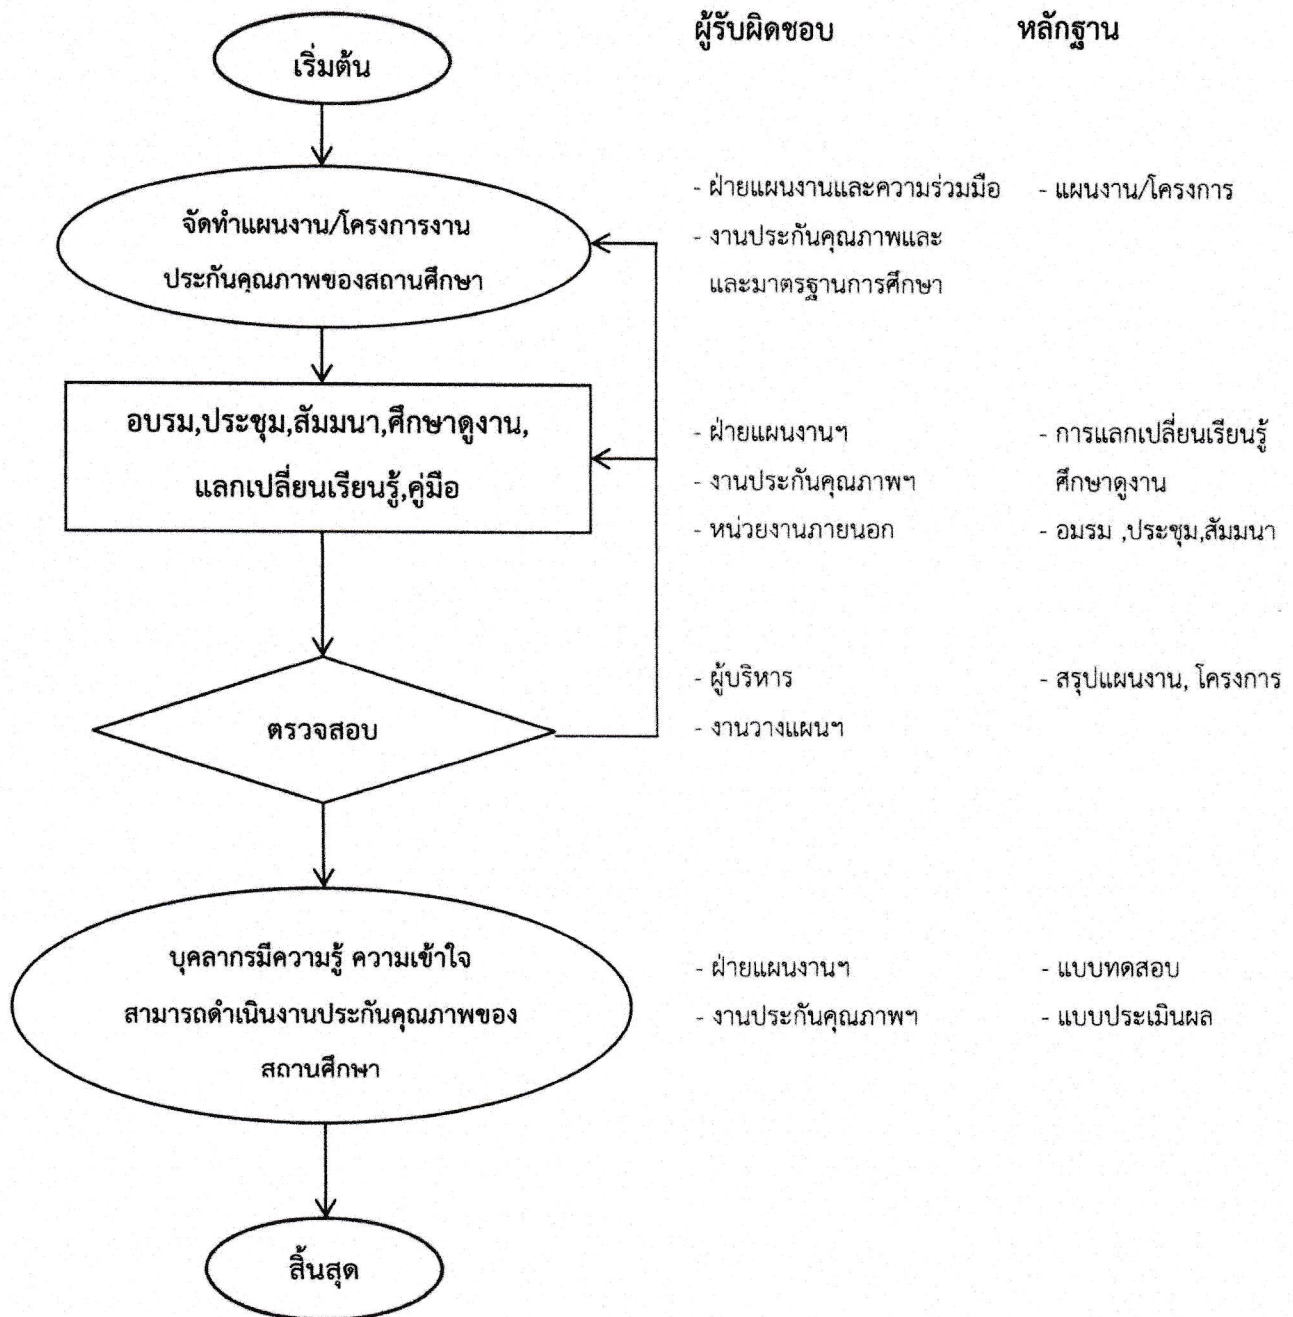 ผู้รับผิดชอบ หลักฐาน
เริ่มต้น
จัดทำแผนงาน/โครงการงาน
ประกันคุณภาพของสถานศึกษา
- ฝ่ายแผนงานและความร่วมมือ - แผนงาน/โครงการ
- งานประกันคุณภาพและ
และมาตรฐานการศึกษา
อบรม,ประชุม,สัมมนา,ศึกษาดูงาน,
แลกเปลี่ยนเรียนรู้,คู่มือ
- ฝ่ายแผนงานฯ - การแลกเปลี่ยนเรียนรู้
- งานประกันคุณภาพฯ ศึกษาดูงาน
- หน่วยงานภายนอก - อมรม ,ประชุม,สัมมนา
ตรวจสอบ
- ผู้บริหาร - สรุปแผนงาน, โครงการ
- งานวางแผนฯ
บุคลากรมีความรู้ ความเข้าใจ
สามารถดำเนินงานประกันคุณภาพของ
สถานศึกษา
- ฝ่ายแผนงานฯ - แบบทดสอบ
- งานประกันคุณภาพฯ - แบบประเมินผล
สิ้นสุด